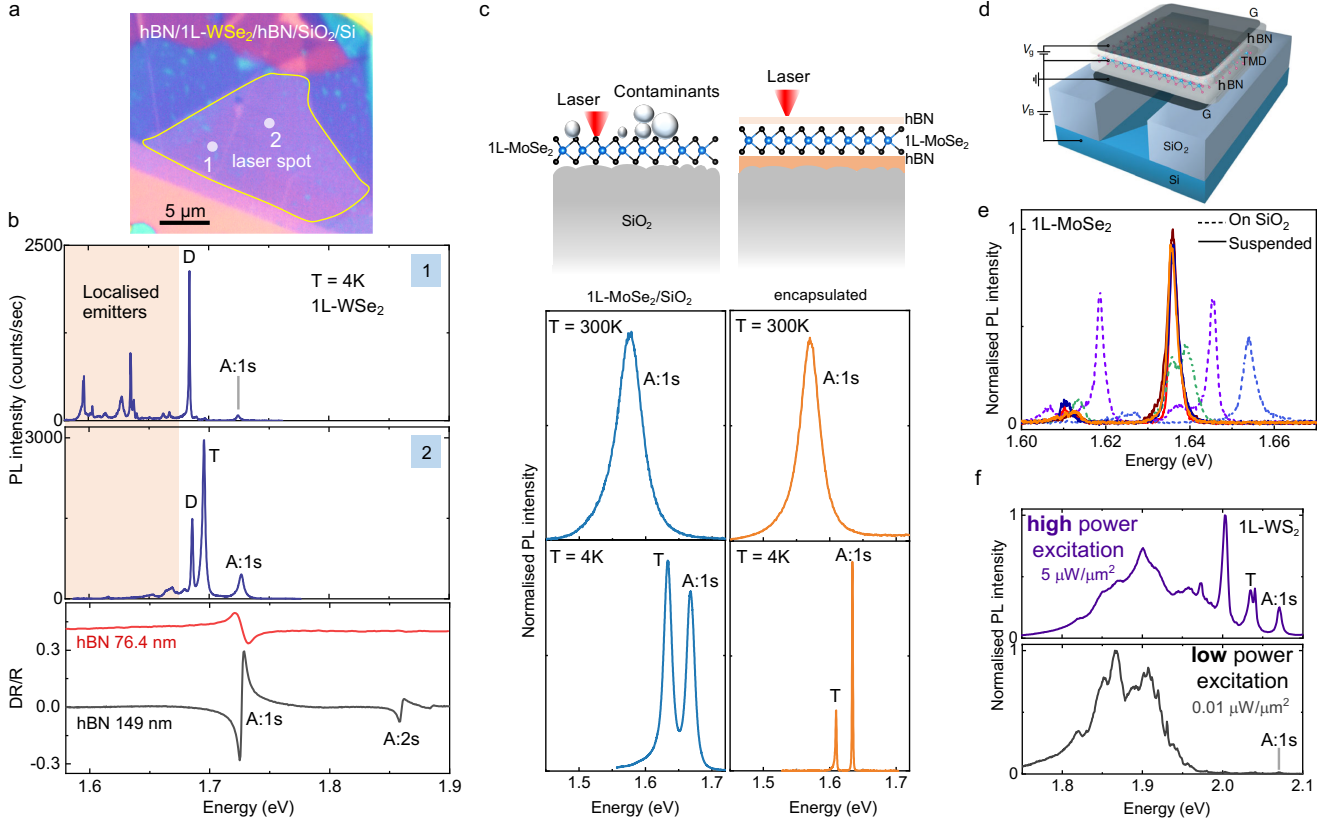 a
hBN/1L-WSe2/hBN/SiO2/Si
1
2
laser spot
5 µm
b
2500
0
3000
0
PL intensity (counts/sec)
Localised
emitters
D
T = 4K
1L-WSe2
A:1s
1
2
D
T
A:1s
hBN 76.4 nm
0.3
0.0
-0.3
DR/R
hBN 149 nm
A:1s
A:2s
1.6
1.7
1.8
1.9
Energy (eV)
c
Laser
Contaminants
1L-MoSe2
SiO2
Laser
hBN
1L-MoSe2
hBN
1L-MoSe2/SiO2
encapsulated
T = 300K
A:1s
T = 300K
A:1s
Normalised PL intensity
T = 4K
T
A:1s
T = 4K
A:1s
T
1.5
1.6
1.7
1.5
1.6
1.7
Energy (eV)
Energy (eV)
d
G
hBN
TMD
hBN
G
Vg
VB
SiO2
Si
e
1L-MoSe2
On SiO2
Suspended
1
0
Normalised PL intensity
1.60
1.62
1.64
1.66
Energy (eV)
f
1
high power
excitation
5 µW/µm2
1L-WS2
T
A:1s
0
1
low power
excitation
0.01 µW/µm2
A:1s
0
Normalised PL intensity
1.8
1.9
2.0
2.1
Energy (eV)